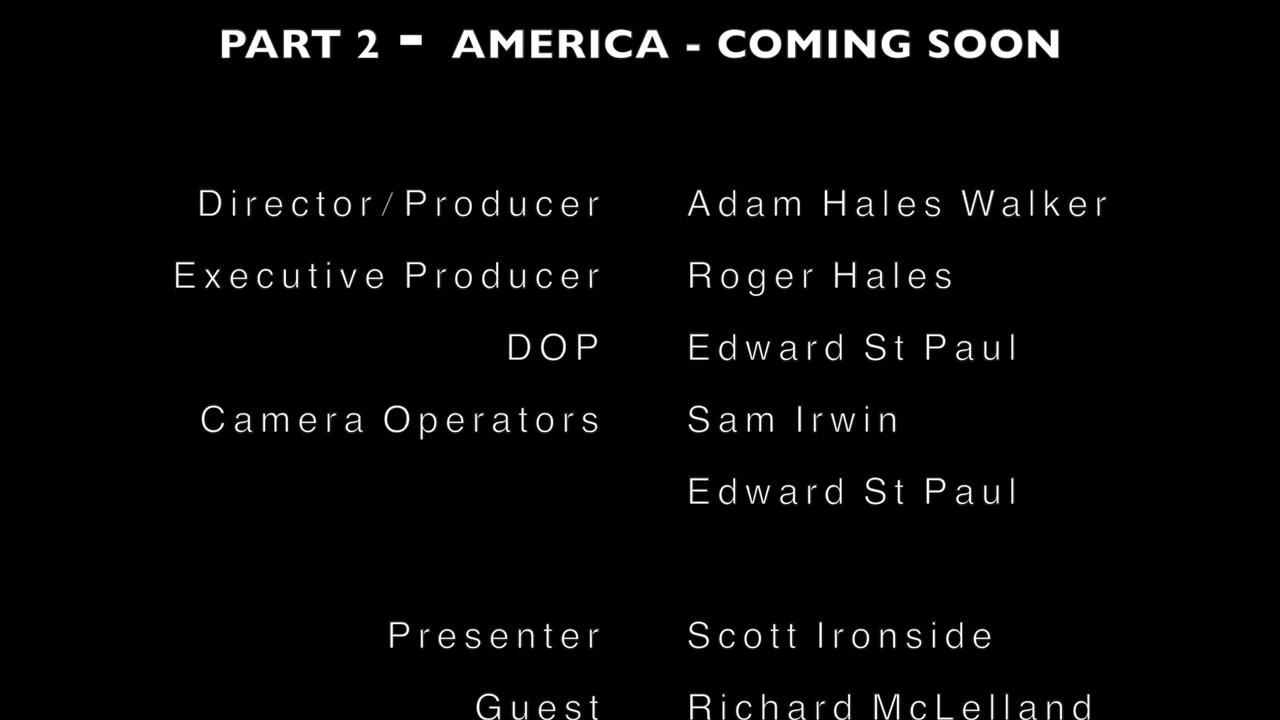 PART 2 - AMERICA - COMING SOON
Director/Producer Adam Hales Walker
Executive Producer Roger Hales
DOP Edward St Paul
Camera Operators Sam Irwin
Edward St Paul
Presenter Scott Ironside
Guest Richard McLelland